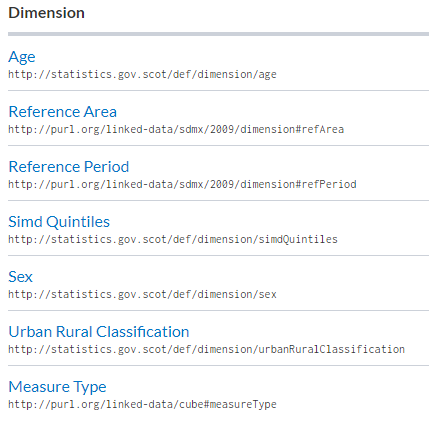 Dimension
Age
http://statistics.gov.scot/def/dimension/age
Reference Area
http://purl.org/linked-data/sdmx/2009/dimension#refArea
Reference Period
http://purl.org/linked-data/sdmx/2009/dimension#refPeriod
Simd Quintiles
http://statistics.gov.scot/def/dimension/simdQuintiles
Sex
http://statistics.gov.scot/def/dimension/sex
Urban Rural Classification
http://statistics.gov.scot/def/dimension/urbanRuralClassification
Measure Type
http://purl.org/linked-data/cube#measureType